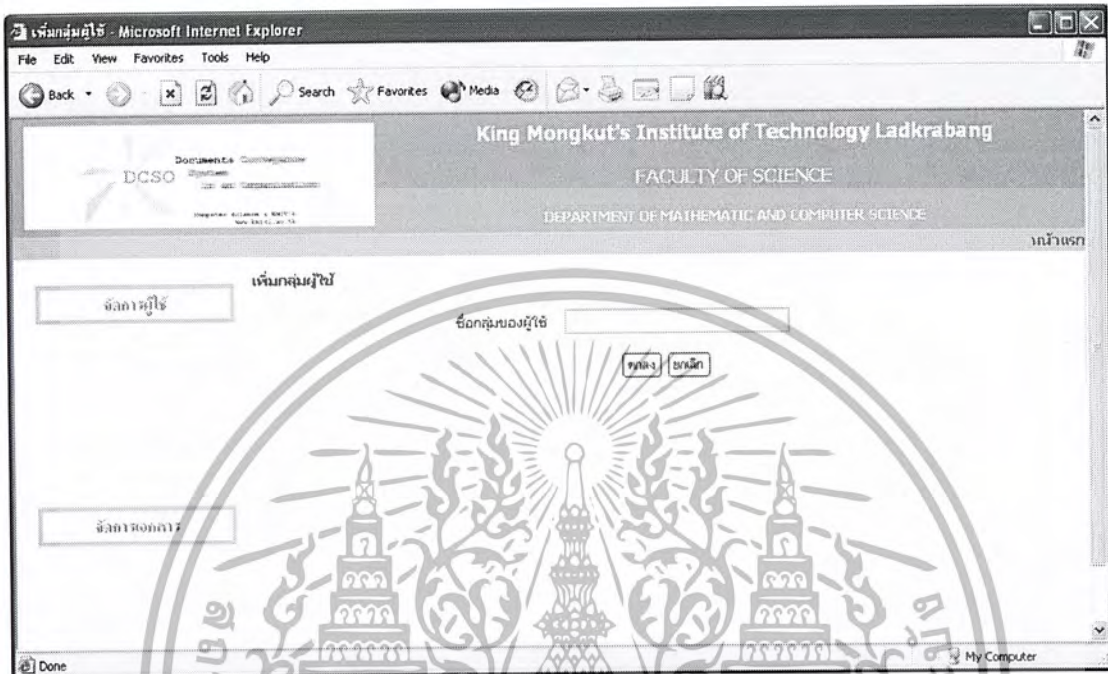 เพิ่มกลุ่มผู้ใช้ - Microsoft Internet Explorer
File Edit View Favorites Tools Help
Back Search Favorites Media
King Mongkut's Institute of Technology Ladkrabang
FACULTY OF SCIENCE
DEPARTMENT OF MATHEMATIC AND COMPUTER SCIENCE
DCSO Documents
หน้าแรก
เพิ่มกลุ่มผู้ใช้
จัดการผู้ใช้
ชื่อกลุ่มของผู้ใช้
ตกลง ยกเลิก
จัดการเอกสาร
Done My Computer